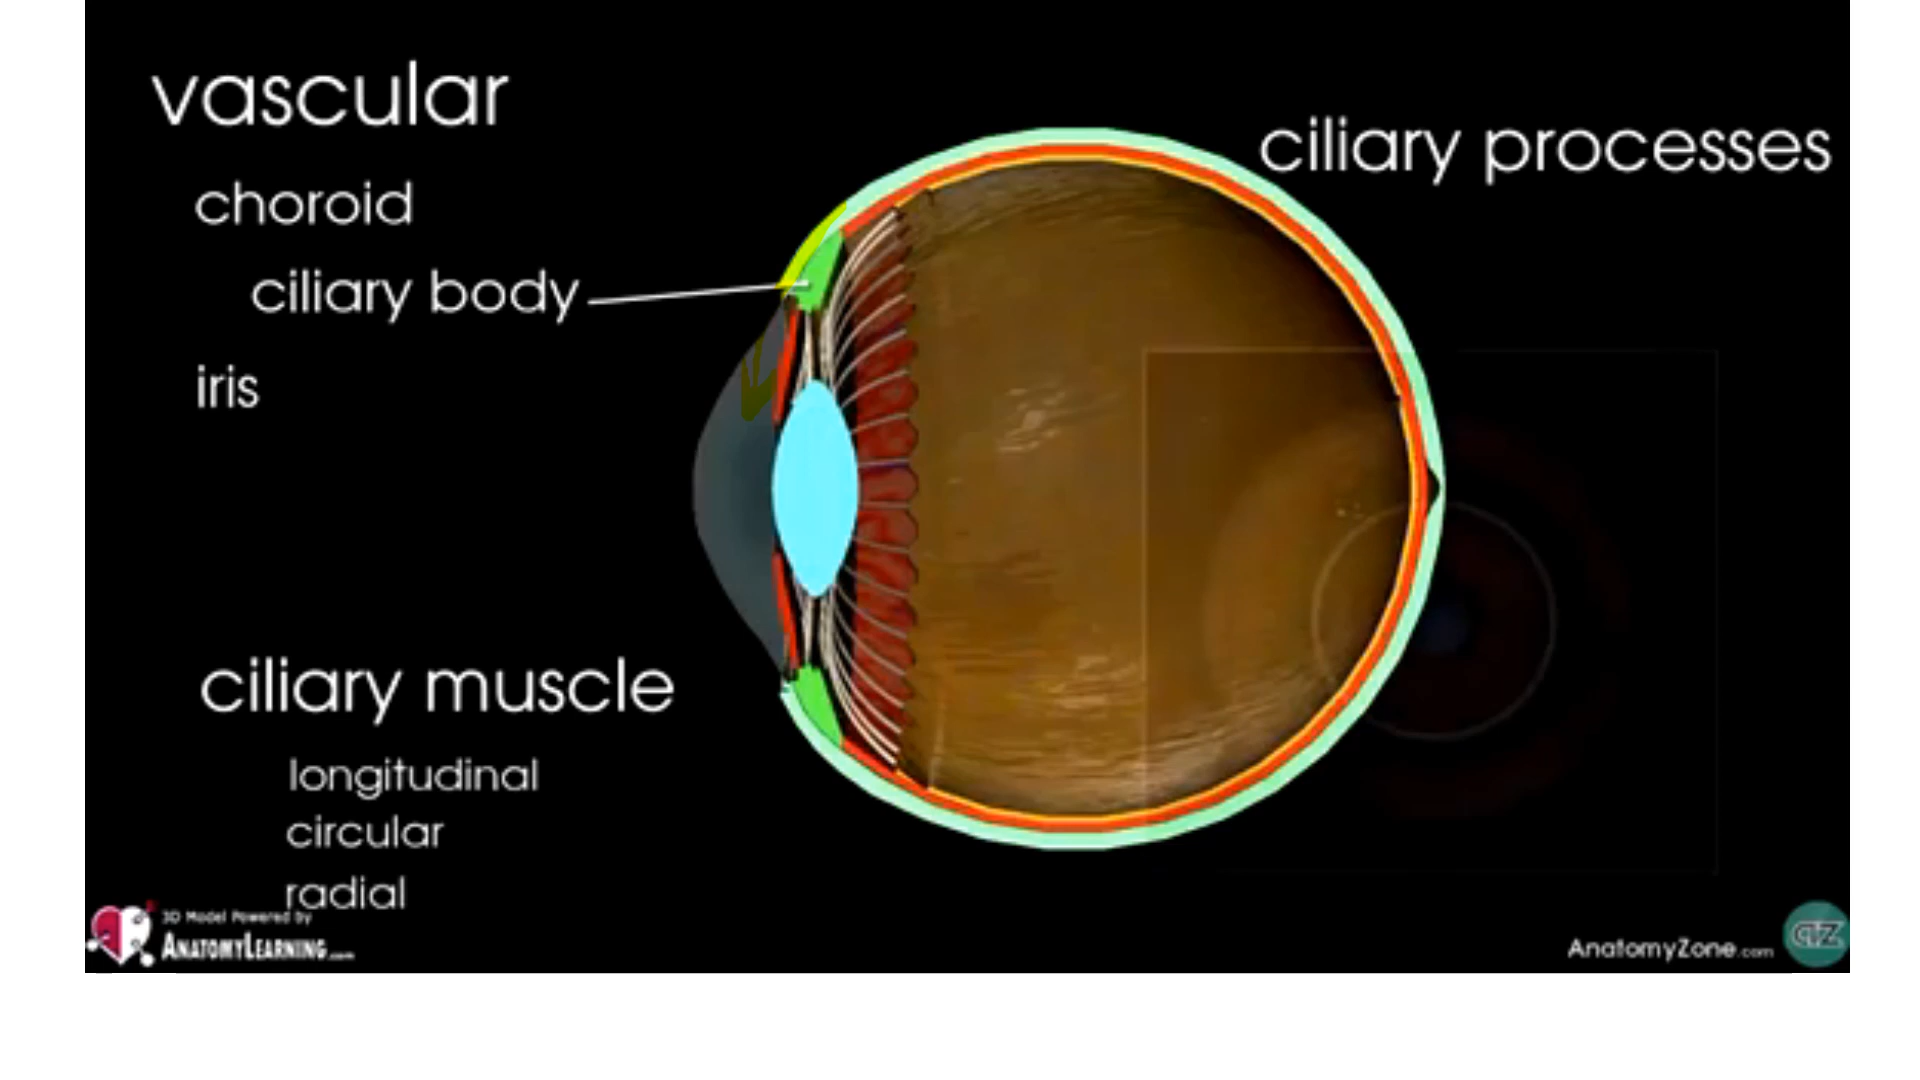 vascular
ciliary processes
choroid
ciliary body
iris
ciliary muscle
longitudinal
circular
radial
3D Model Powered by
ANATOMYLEARNING.com
AnatomyZone.com
AZ